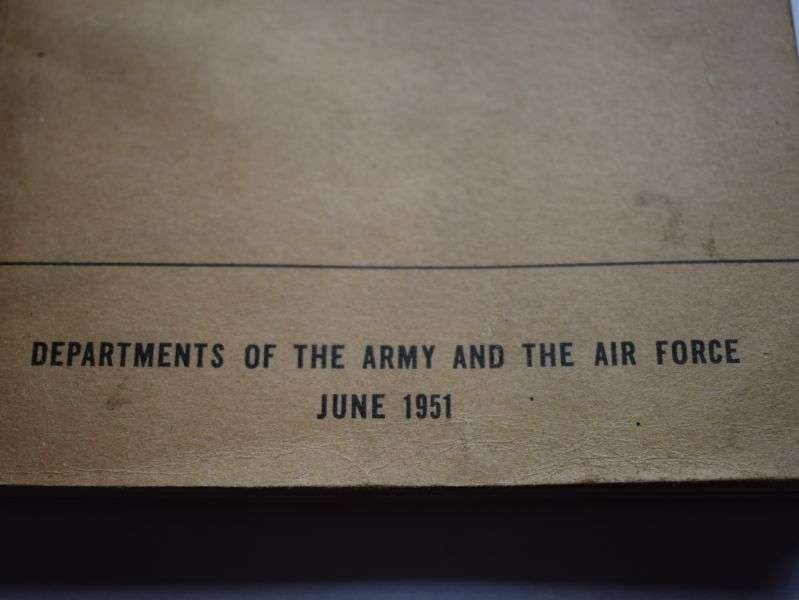 DEPARTMENTS OF THE ARMY AND THE AIR FORCE
JUNE 1951